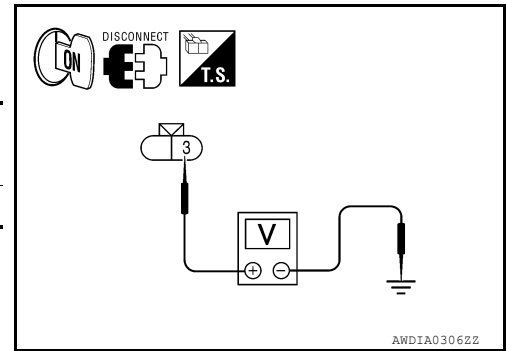 DISCONNECT
ON
T.S.
3
V
+ −
AWDIA0306ZZ